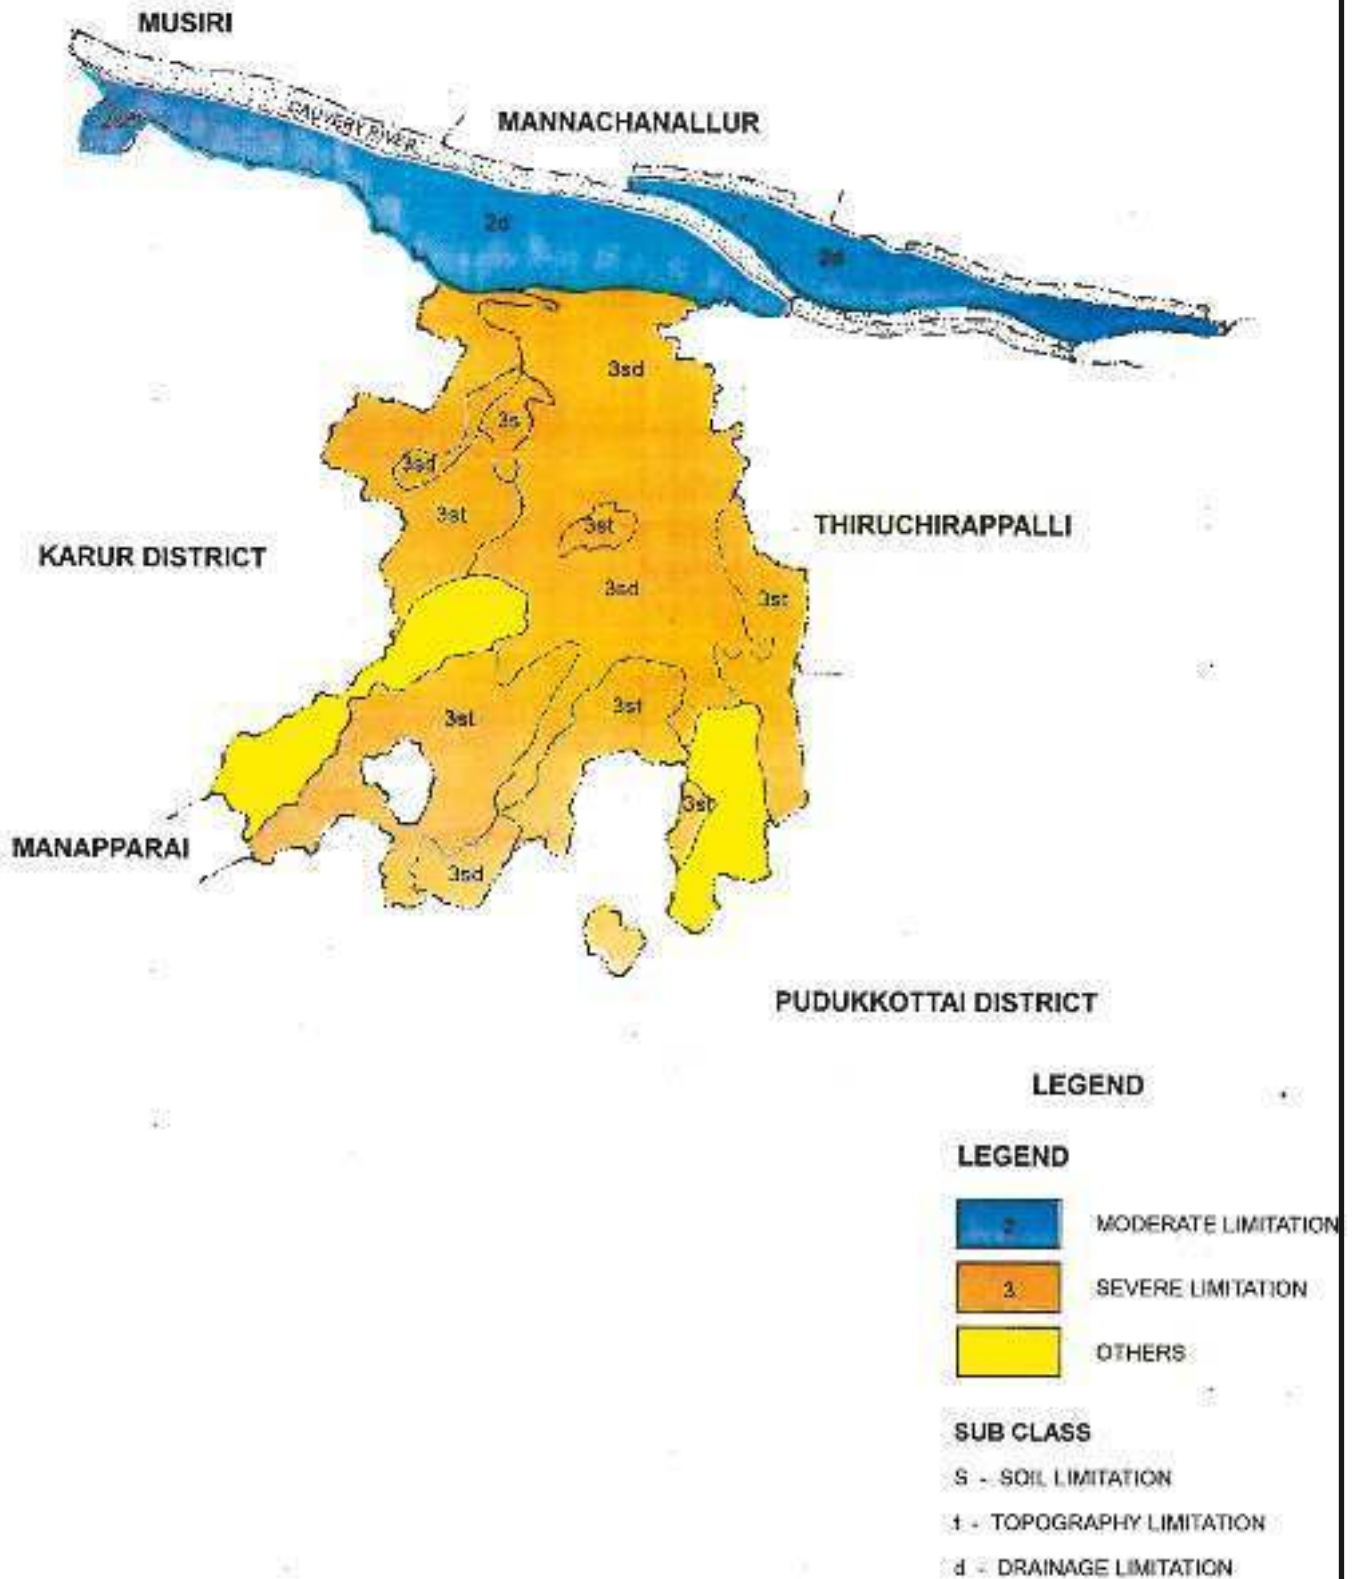 MUSIRI
CAUVERY RIVER
MANNACHANALLUR
2d
2d
3sd
3s
3sd
3st
3st
THIRUCHIRAPPALLI
KARUR DISTRICT
3sd
3st
3st
3st
3st
MANAPPARAI
3sd
PUDUKKOTTAI DISTRICT
LEGEND
LEGEND
2 MODERATE LIMITATION
3 SEVERE LIMITATION
OTHERS
SUB CLASS
S - SOIL LIMITATION
t - TOPOGRAPHY LIMITATION
d - DRAINAGE LIMITATION